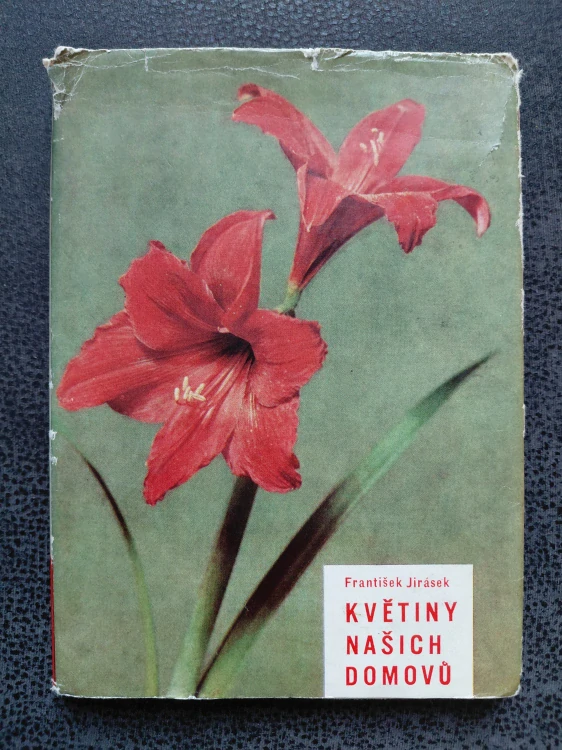 František Jirásek
KVĚTINY
NAŠICH
DOMOVŮ